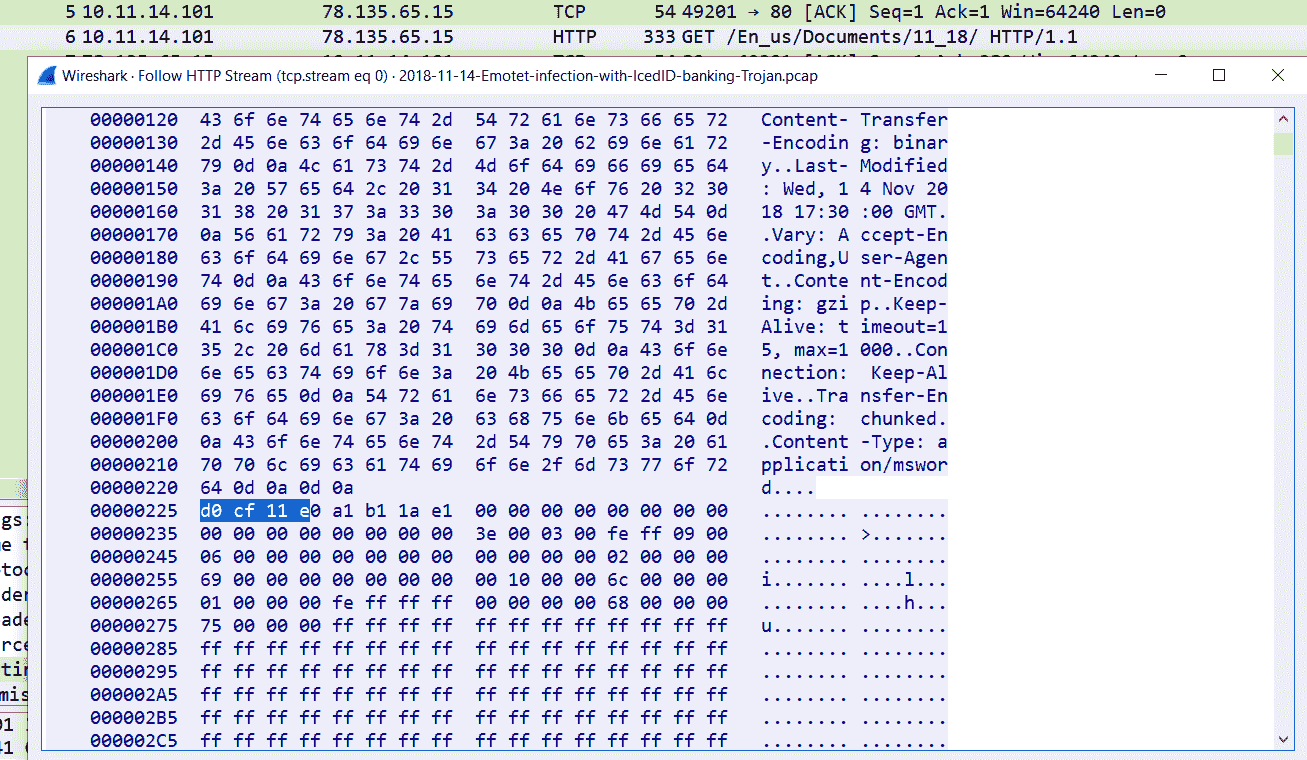 5 10.11.14.101 78.135.65.15 TCP 54 49201 → 80 [ACK] Seq=1 Ack=1 Win=64240 Len=0
6 10.11.14.101 78.135.65.15 HTTP 333 GET /En_us/Documents/11_18/ HTTP/1.1
Wireshark · Follow HTTP Stream (tcp.stream eq 0) · 2018-11-14-Emotet-infection-with-IcedID-banking-Trojan.pcap
00000120 43 6f 6e 74 65 6e 74 2d 54 72 61 6e 73 66 65 72 Content- Transfer
00000130 2d 45 6e 63 6f 64 69 6e 67 3a 20 62 69 6e 61 72 -Encodin g: binar
00000140 79 0d 0a 4c 61 73 74 2d 4d 6f 64 69 66 69 65 64 y..Last- Modified
00000150 3a 20 57 65 64 2c 20 31 34 20 4e 6f 76 20 32 30 : Wed, 1 4 Nov 20
00000160 31 38 20 31 37 3a 33 30 3a 30 30 20 47 4d 54 0d 18 17:30 :00 GMT.
00000170 0a 56 61 72 79 3a 20 41 63 63 65 70 74 2d 45 6e .Vary: A ccept-En
00000180 63 6f 64 69 6e 67 2c 55 73 65 72 2d 41 67 65 6e coding,U ser-Agen
00000190 74 0d 0a 43 6f 6e 74 65 6e 74 2d 45 6e 63 6f 64 t..Conte nt-Encod
000001A0 69 6e 67 3a 20 67 7a 69 70 0d 0a 4b 65 65 70 2d ing: gzi p..Keep-
000001B0 41 6c 69 76 65 3a 20 74 69 6d 65 6f 75 74 3d 31 Alive: t imeout=1
000001C0 35 2c 20 6d 61 78 3d 31 30 30 30 0d 0a 43 6f 6e 5, max=1 000..Con
000001D0 6e 65 63 74 69 6f 6e 3a 20 4b 65 65 70 2d 41 6c nection: Keep-Al
000001E0 69 76 65 0d 0a 54 72 61 6e 73 66 65 72 2d 45 6e ive..Tra nsfer-En
000001F0 63 6f 64 69 6e 67 3a 20 63 68 75 6e 6b 65 64 0d coding: chunked.
00000200 0a 43 6f 6e 74 65 6e 74 2d 54 79 70 65 3a 20 61 .Content -Type: a
00000210 70 70 6c 69 63 61 74 69 6f 6e 2f 6d 73 77 6f 72 pplicati on/mswor
00000220 64 0d 0a 0d 0a d....
00000225 d0 cf 11 e0 a1 b1 1a e1 00 00 00 00 00 00 00 00 ........ ........
00000235 00 00 00 00 00 00 00 00 3e 00 03 00 fe ff 09 00 ........ >.......
00000245 06 00 00 00 00 00 00 00 00 00 00 00 02 00 00 00 ........ ........
00000255 69 00 00 00 00 00 00 00 00 10 00 00 6c 00 00 00 i....... ....l...
00000265 01 00 00 00 fe ff ff ff 00 00 00 00 68 00 00 00 ........ ....h...
00000275 75 00 00 00 ff ff ff ff ff ff ff ff ff ff ff ff u....... ........
00000285 ff ff ff ff ff ff ff ff ff ff ff ff ff ff ff ff ........ ........
00000295 ff ff ff ff ff ff ff ff ff ff ff ff ff ff ff ff ........ ........
000002A5 ff ff ff ff ff ff ff ff ff ff ff ff ff ff ff ff ........ ........
000002B5 ff ff ff ff ff ff ff ff ff ff ff ff ff ff ff ff ........ ........
000002C5 ff ff ff ff ff ff ff ff ff ff ff ff ff ff ff ff ........ ........